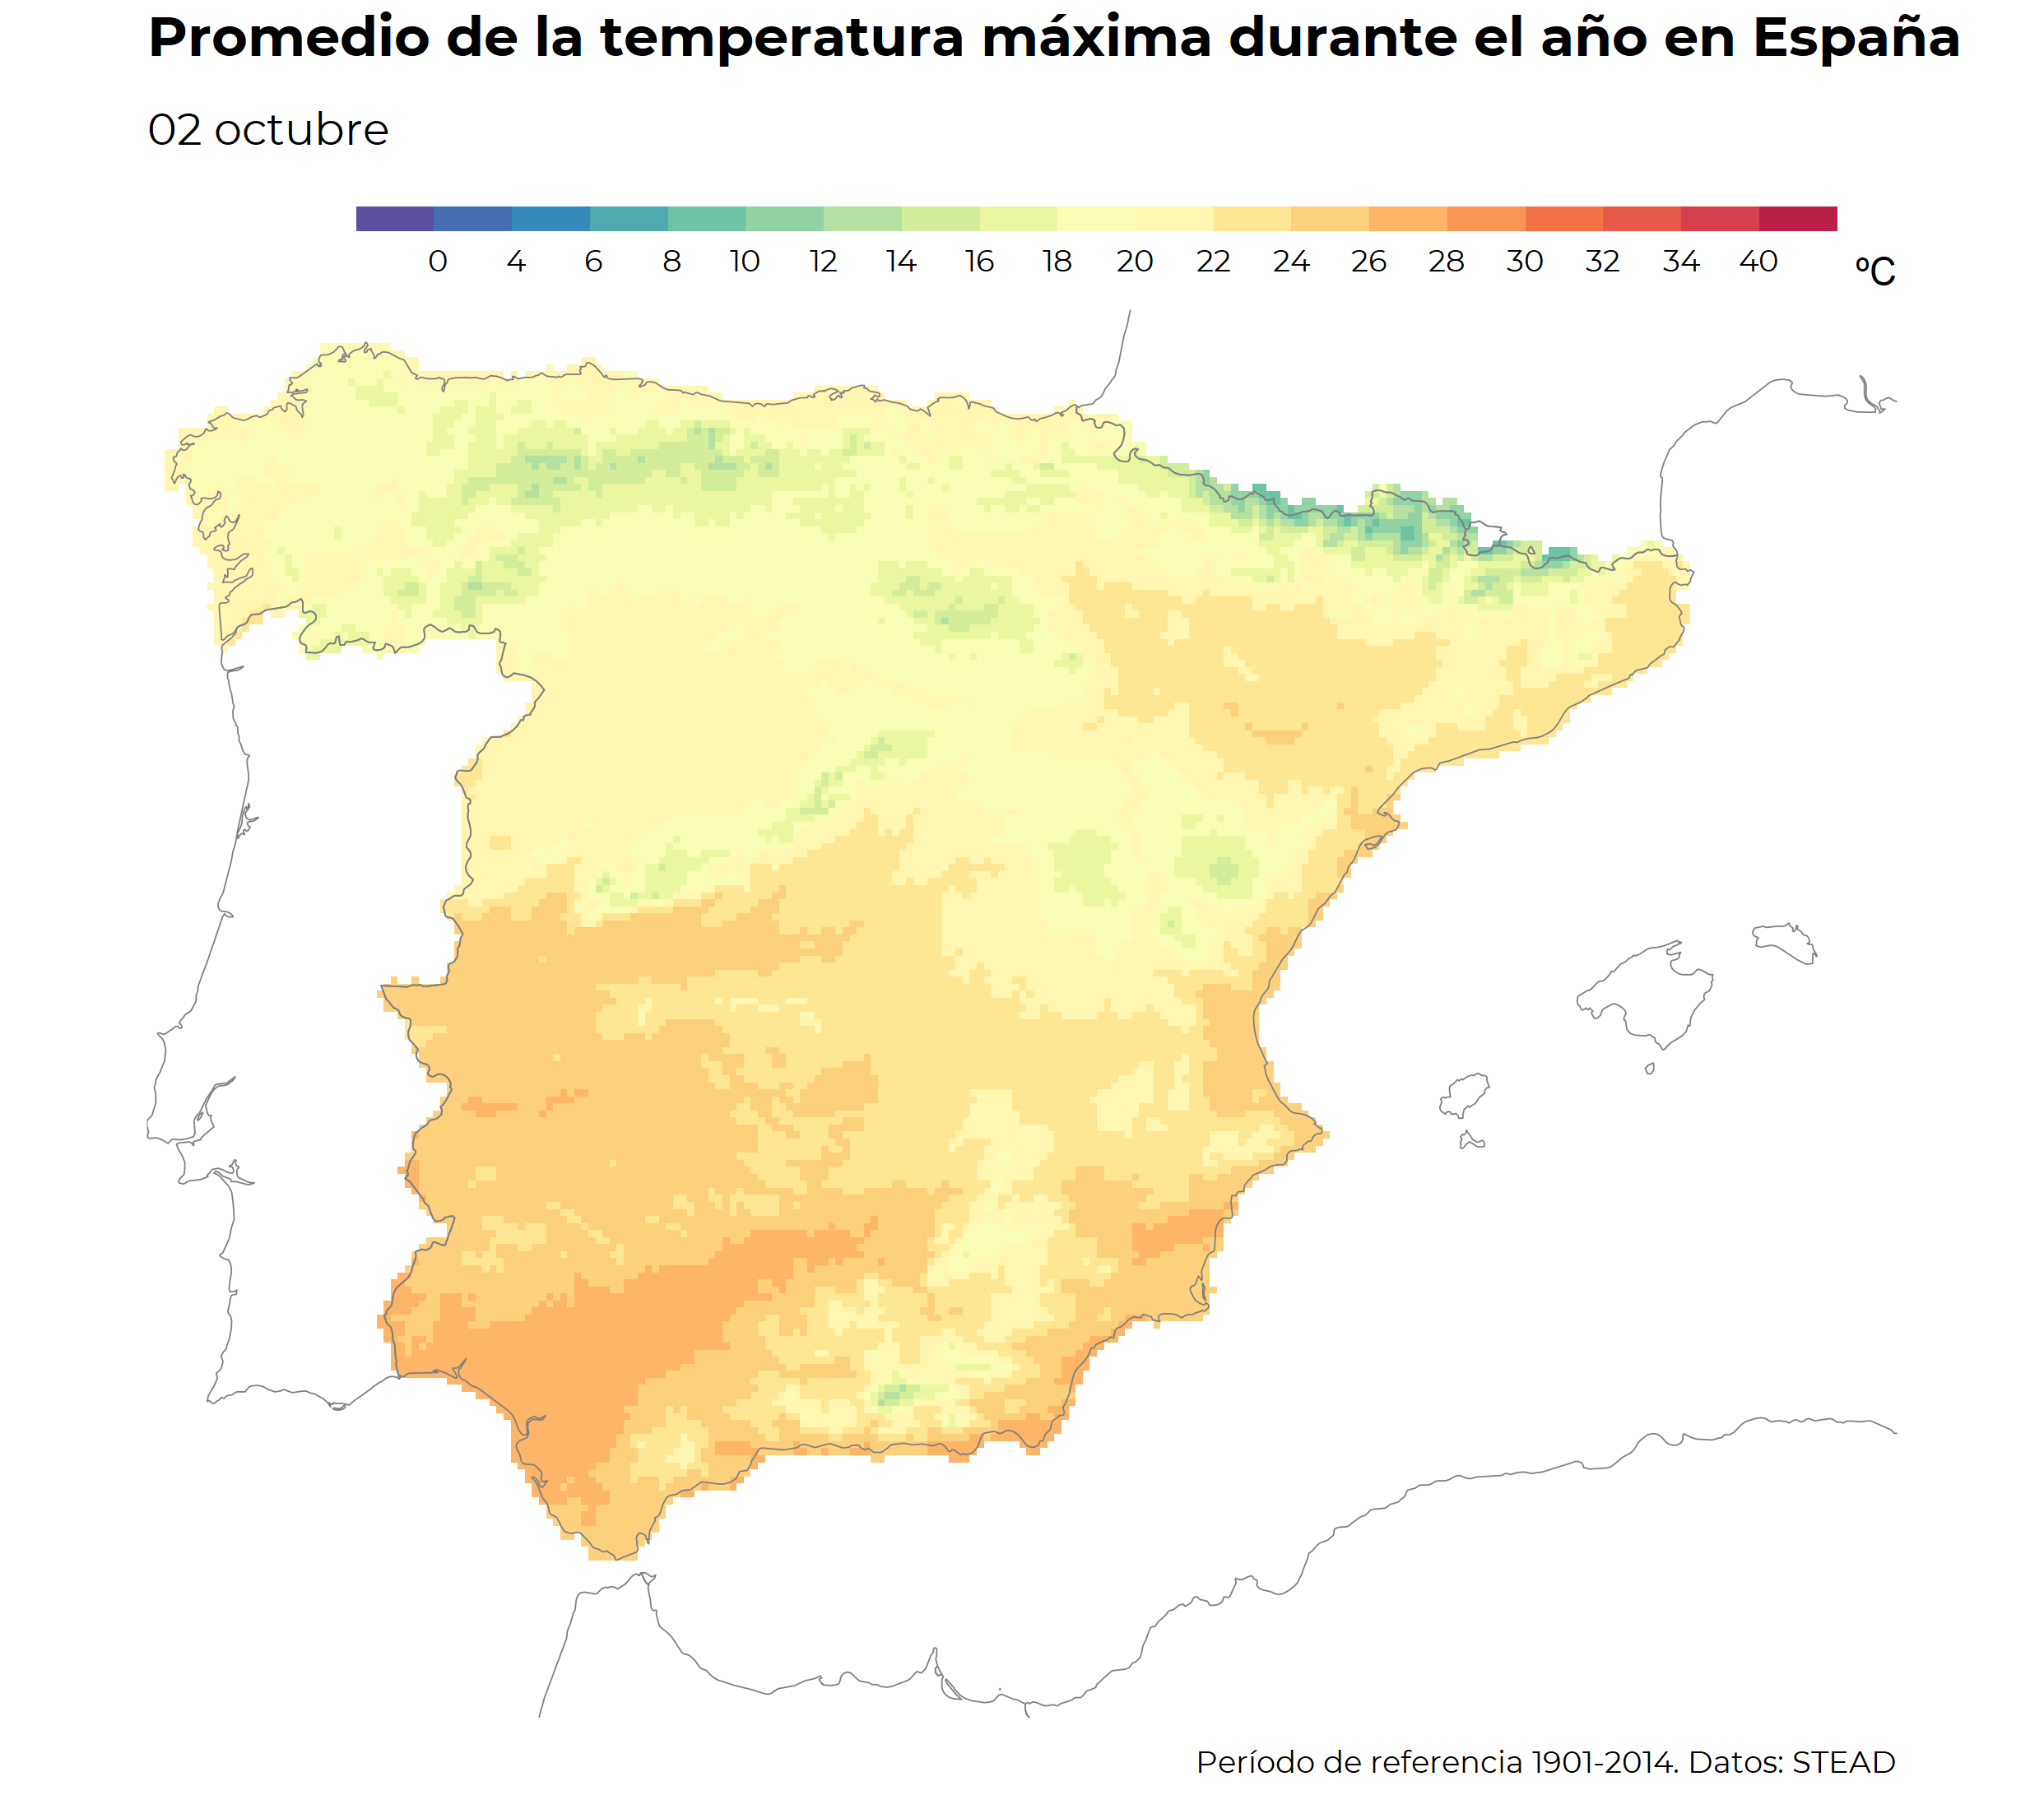 Promedio de la temperatura máxima durante el año en España
02 octubre
0 4 6 8 10 12 14 16 18 20 22 24 26 28 30 32 34 40 ºC
Período de referencia 1901-2014. Datos: STEAD